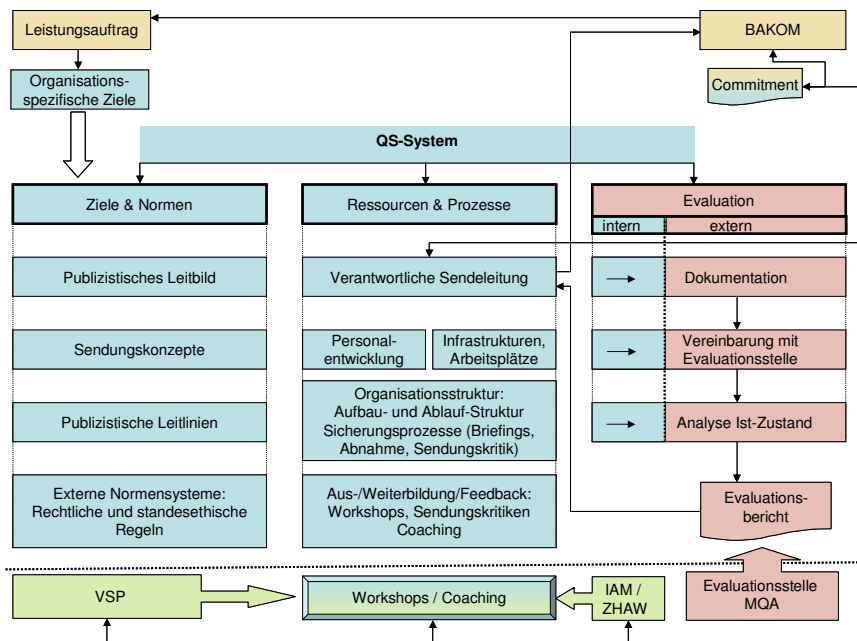 Leistungsauftrag
BAKOM
Organisations-
spezifische Ziele
Commitment
QS-System
Ziele & Normen
Ressourcen & Prozesse
Evaluation
intern
extern
Publizistisches Leitbild
Verantwortliche Sendeleitung
Dokumentation
Sendungskonzepte
Personal-
entwicklung
Infrastrukturen,
Arbeitsplätze
Vereinbarung mit
Evaluationsstelle
Publizistische Leitlinien
Organisationsstruktur:
Aufbau- und Ablauf-Struktur
Sicherungsprozesse (Briefings,
Abnahme, Sendungskritik)
Analyse Ist-Zustand
Externe Normensysteme:
Rechtliche und standesethische
Regeln
Aus-/Weiterbildung/Feedback:
Workshops, Sendungskritiken
Coaching
Evaluations-
bericht
VSP
Workshops / Coaching
IAM /
ZHAW
Evaluationsstelle
MQA